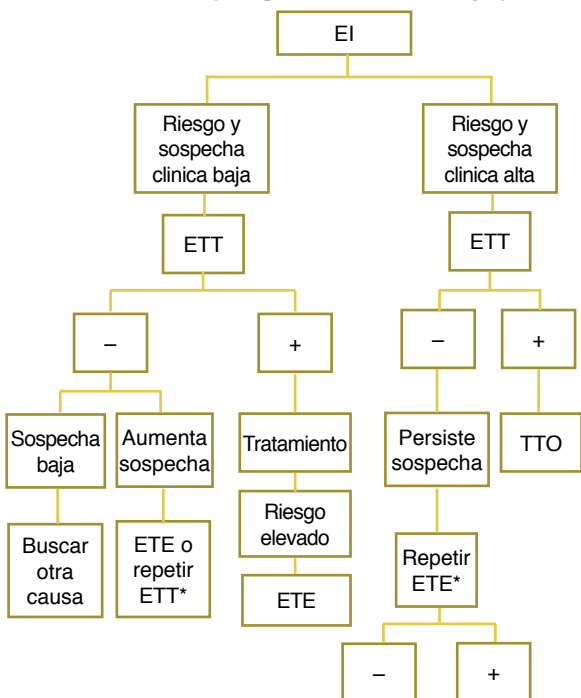 EI
Riesgo y
sospecha
clinica baja
Riesgo y
sospecha
clinica alta
ETT
ETT
–
+
–
+
Sospecha
baja
Aumenta
sospecha
Tratamiento
Persiste
sospecha
TTO
Buscar
otra
causa
ETE o
repetir
ETT*
Riesgo
elevado
ETE
Repetir
ETE*
–
+